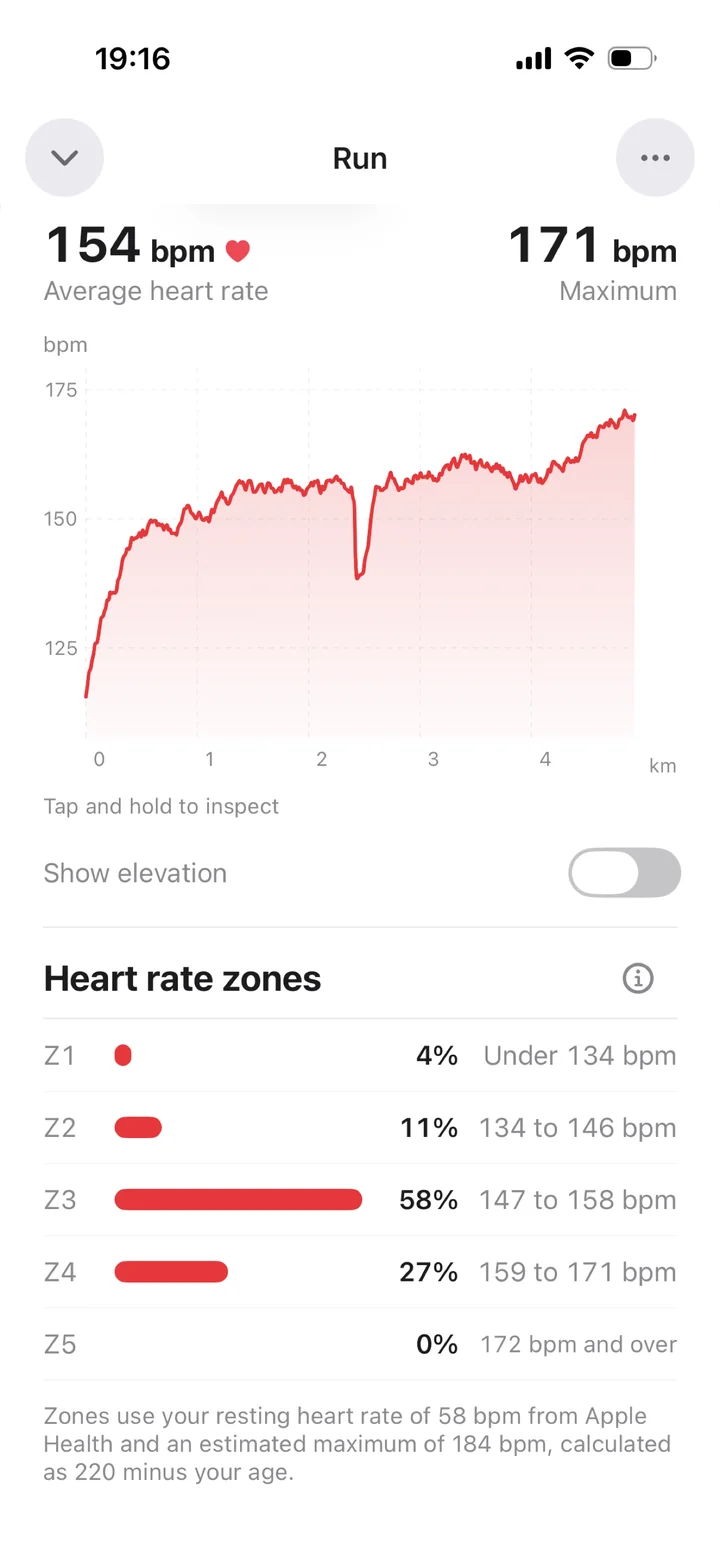 19:16
Run
154 bpm
171 bpm
Average heart rate
Maximum
bpm
175
150
125
0 1 2 3 4 km
Tap and hold to inspect
Show elevation
Heart rate zones
Z1 4% Under 134 bpm
Z2 11% 134 to 146 bpm
Z3 58% 147 to 158 bpm
Z4 27% 159 to 171 bpm
Z5 0% 172 bpm and over
Zones use your resting heart rate of 58 bpm from Apple
Health and an estimated maximum of 184 bpm, calculated
as 220 minus your age.